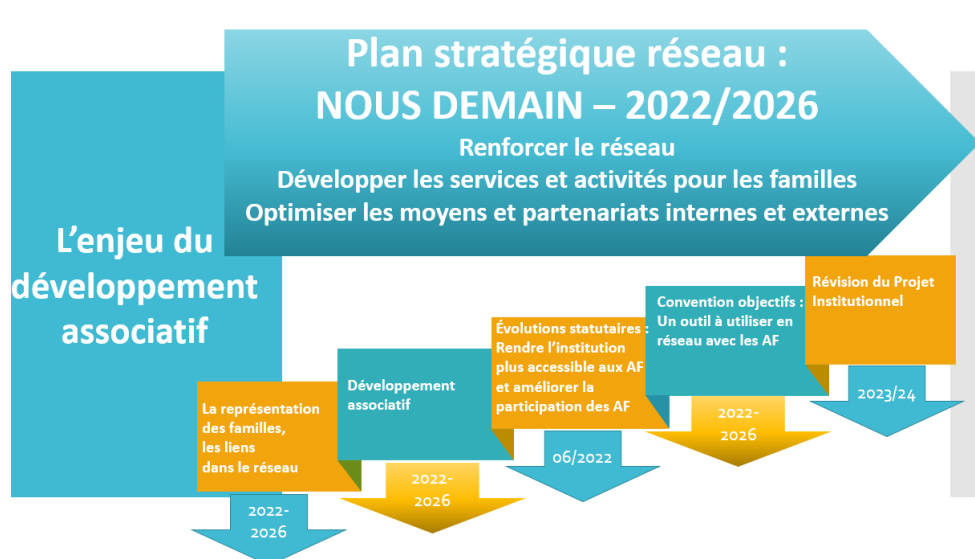 Plan stratégique réseau :
NOUS DEMAIN – 2022/2026
Renforcer le réseau
Développer les services et activités pour les familles
Optimiser les moyens et partenariats internes et externes
L’enjeu du
développement
associatif
La représentation
des familles,
les liens
dans le réseau
2022-
2026
Développement
associatif
2022-
2026
Évolutions statutaires :
Rendre l’institution
plus accessible aux AF
et améliorer la
participation des AF
06/2022
Convention objectifs :
Un outil à utiliser en
réseau avec les AF
2022-
2026
Révision du Projet
Institutionnel
2023/24